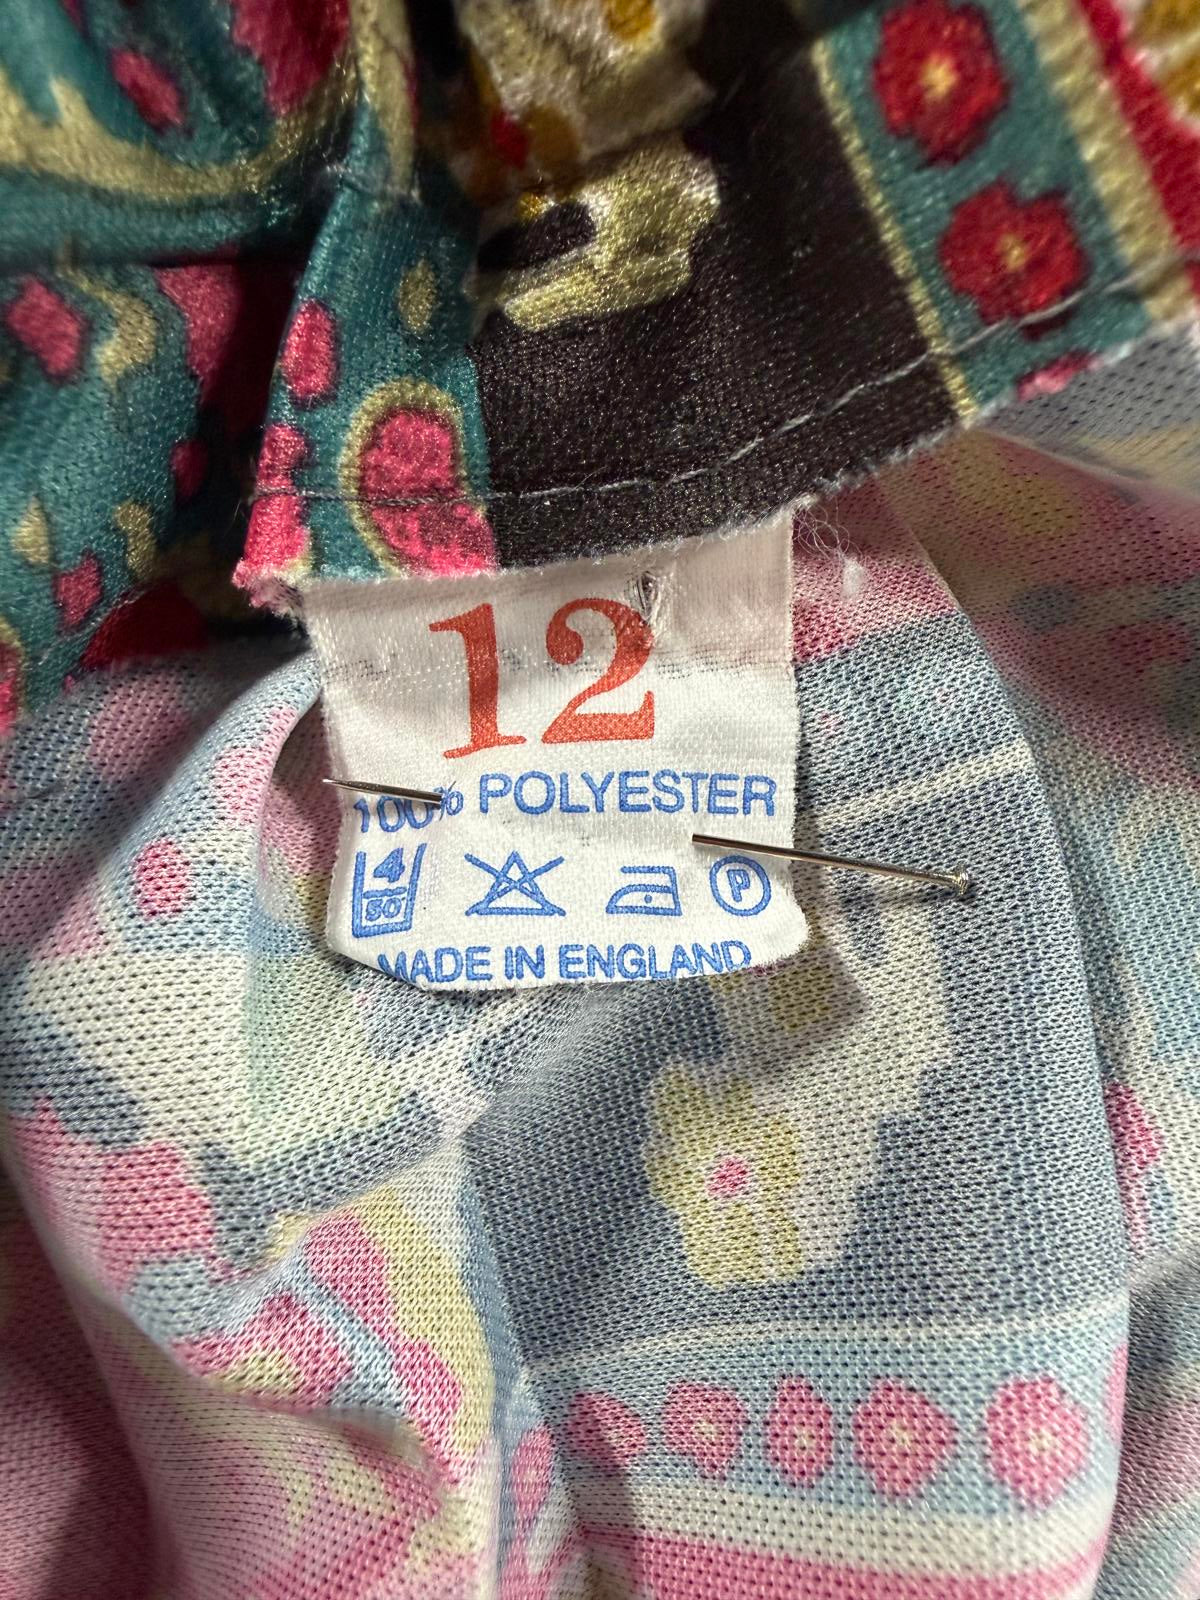 12
100% POLYESTER
4
50°
P
MADE IN ENGLAND